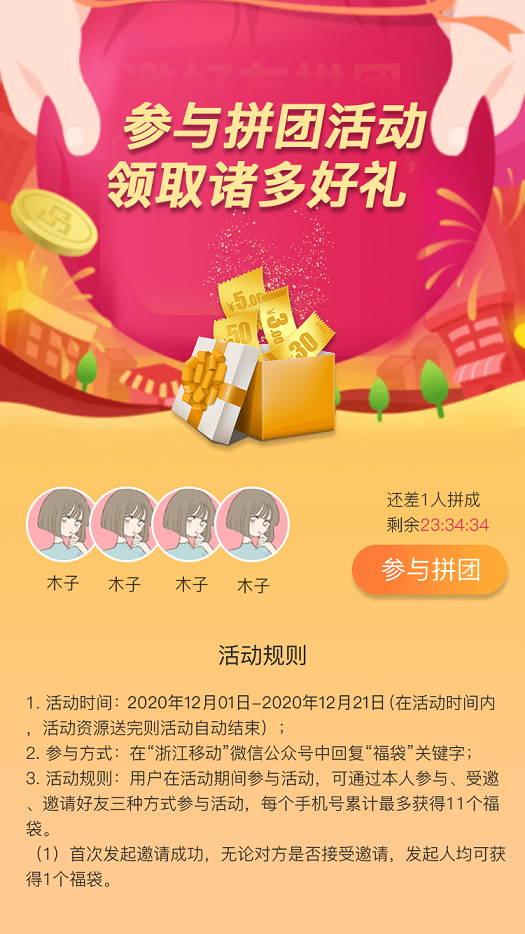 参与拼团活动
领取诸多好礼
¥5.00
50
30
还差1人拼成
剩余23:34:34
参与拼团
木子 木子 木子 木子
活动规则
1. 活动时间：2020年12月01日-2020年12月21日(在活动时间内
，活动资源送完则活动自动结束）;
2. 参与方式：在“浙江移动”微信公众号中回复“福袋”关键字；
3. 活动规则：用户在活动期间参与活动，可通过本人参与、受邀
、邀请好友三种方式参与活动，每个手机号累计最多获得11个福
袋。
（1）首次发起邀请成功，无论对方是否接受邀请，发起人均可获
得1个福袋。